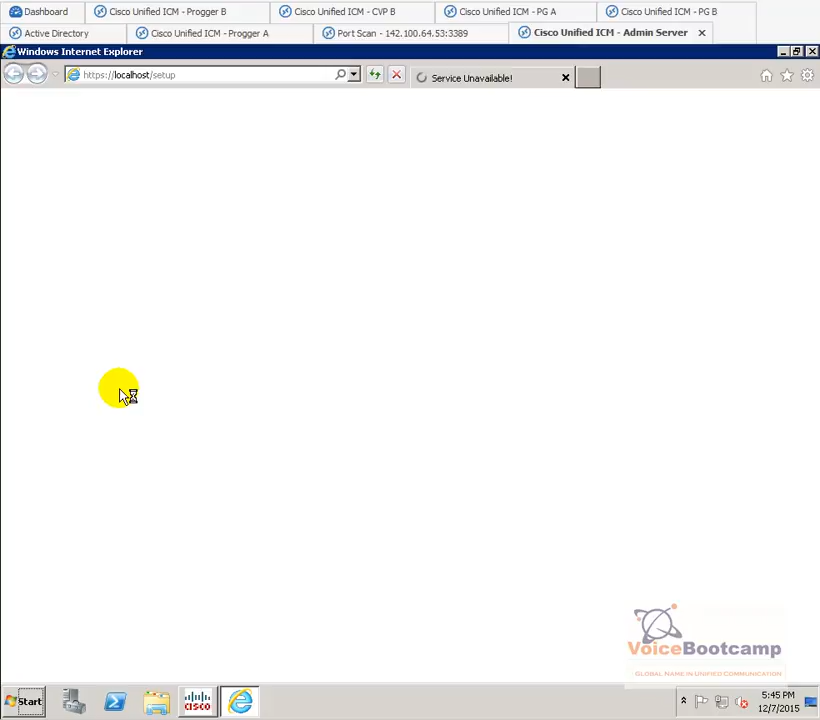 Cisco Unified ICM - Progger B
Cisco Unified ICM - CVP B
Cisco Unified ICM - PG A
Cisco Unified ICM - PG B
Dashboard
Active Directory
Cisco Unified ICM - Progger A
Port Scan - 142.100.64.53:3389
Cisco Unified ICM - Admin Server
Windows Internet Explorer
https://localhost/setup
Service Unavailable!
VoiceBootcamp
GLOBAL NAME IN UNIFIED COMMUNICATION
Start
CISCO
5:45 PM
12/7/2015